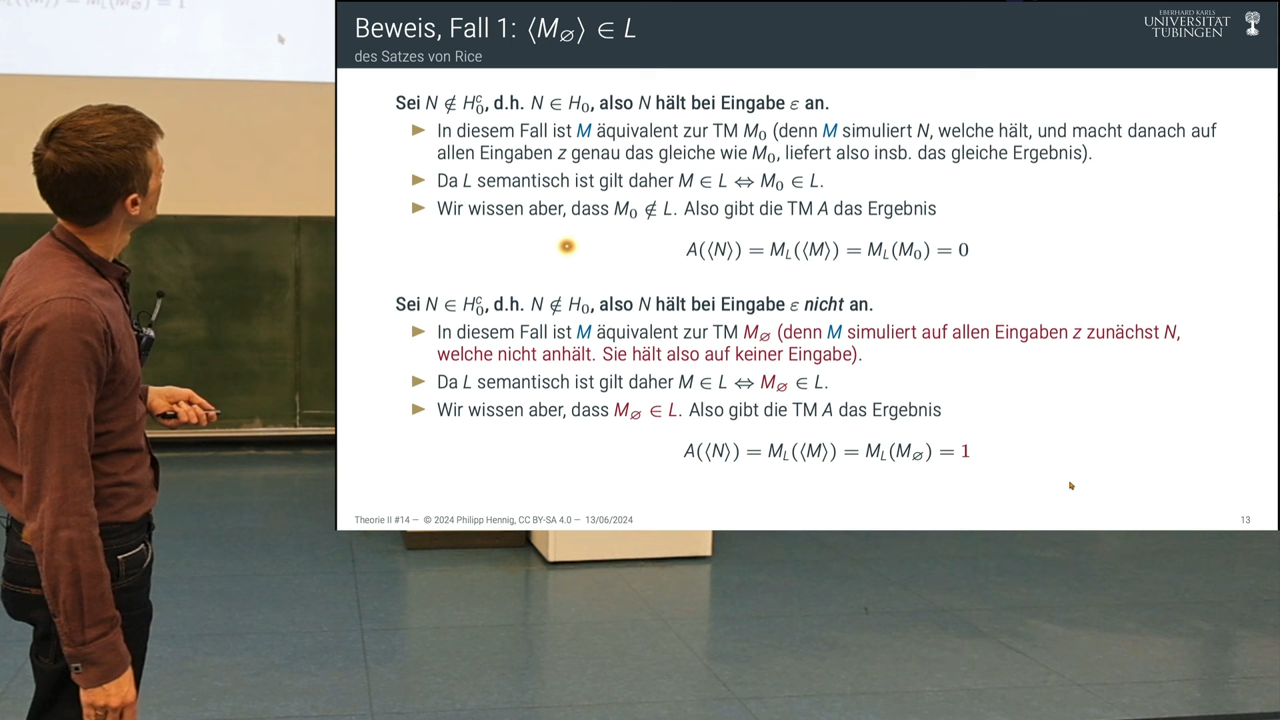 Beweis, Fall 1: ⟨M∅⟩ ∈ L
des Satzes von Rice
EBERHARD KARLS
UNIVERSITÄT
TÜBINGEN
Sei N ∉ H₀ᶜ, d.h. N ∈ H₀, also N hält bei Eingabe ε an.
In diesem Fall ist M äquivalent zur TM M₀ (denn M simuliert N, welche hält, und macht danach auf
allen Eingaben z genau das gleiche wie M₀, liefert also insb. das gleiche Ergebnis).
Da L semantisch ist gilt daher M ∈ L ⇔ M₀ ∈ L.
Wir wissen aber, dass M₀ ∉ L. Also gibt die TM A das Ergebnis
A(⟨N⟩) = M_L(⟨M⟩) = M_L(M₀) = 0
Sei N ∈ H₀ᶜ, d.h. N ∉ H₀, also N hält bei Eingabe ε nicht an.
In diesem Fall ist M äquivalent zur TM M∅ (denn M simuliert auf allen Eingaben z zunächst N,
welche nicht anhält. Sie hält also auf keiner Eingabe).
Da L semantisch ist gilt daher M ∈ L ⇔ M∅ ∈ L.
Wir wissen aber, dass M∅ ∈ L. Also gibt die TM A das Ergebnis
A(⟨N⟩) = M_L(⟨M⟩) = M_L(M∅) = 1
Theorie II #14 — © 2024 Philipp Hennig, CC BY-SA 4.0 — 13/06/2024
13